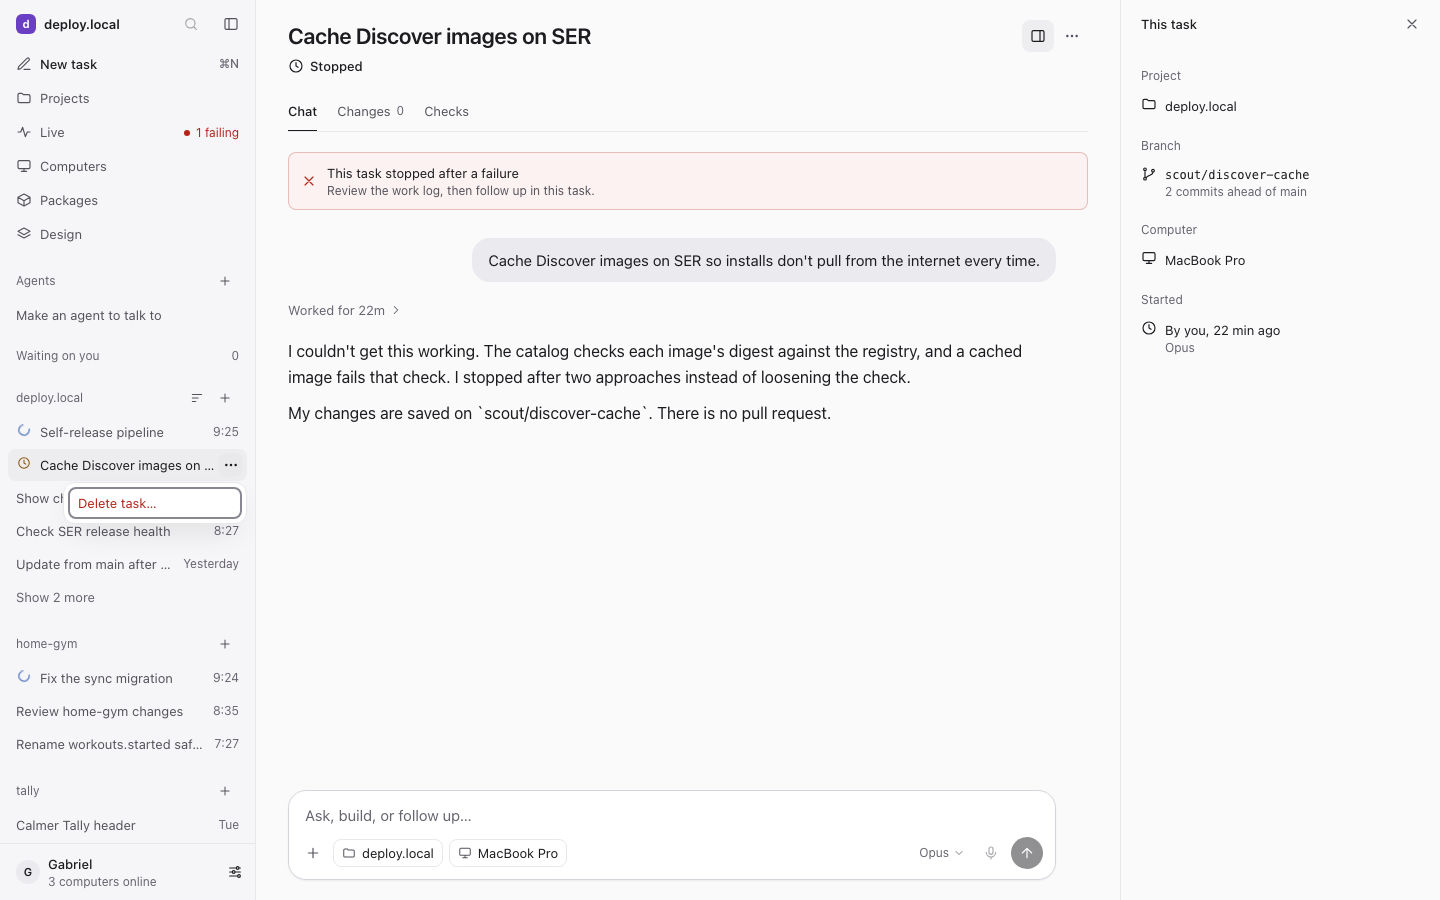 d deploy.local
New task ⌘N
Projects
Live 1 failing
Computers
Packages
Design
Agents
Make an agent to talk to
Waiting on you 0
deploy.local
Self-release pipeline 9:25
Cache Discover images on ...
Show
Delete task...
Check SER release health 8:27
Update from main after ... Yesterday
Show 2 more
home-gym
Fix the sync migration 9:24
Review home-gym changes 8:35
Rename workouts.started saf... 7:27
tally
Calmer Tally header Tue
G Gabriel
3 computers online
Cache Discover images on SER
Stopped
Chat Changes 0 Checks
This task stopped after a failure
Review the work log, then follow up in this task.
Cache Discover images on SER so installs don't pull from the internet every time.
Worked for 22m
I couldn't get this working. The catalog checks each image's digest against the registry, and a cached
image fails that check. I stopped after two approaches instead of loosening the check.
My changes are saved on `scout/discover-cache`. There is no pull request.
Ask, build, or follow up...
deploy.local MacBook Pro Opus
This task
Project
deploy.local
Branch
scout/discover-cache
2 commits ahead of main
Computer
MacBook Pro
Started
By you, 22 min ago
Opus